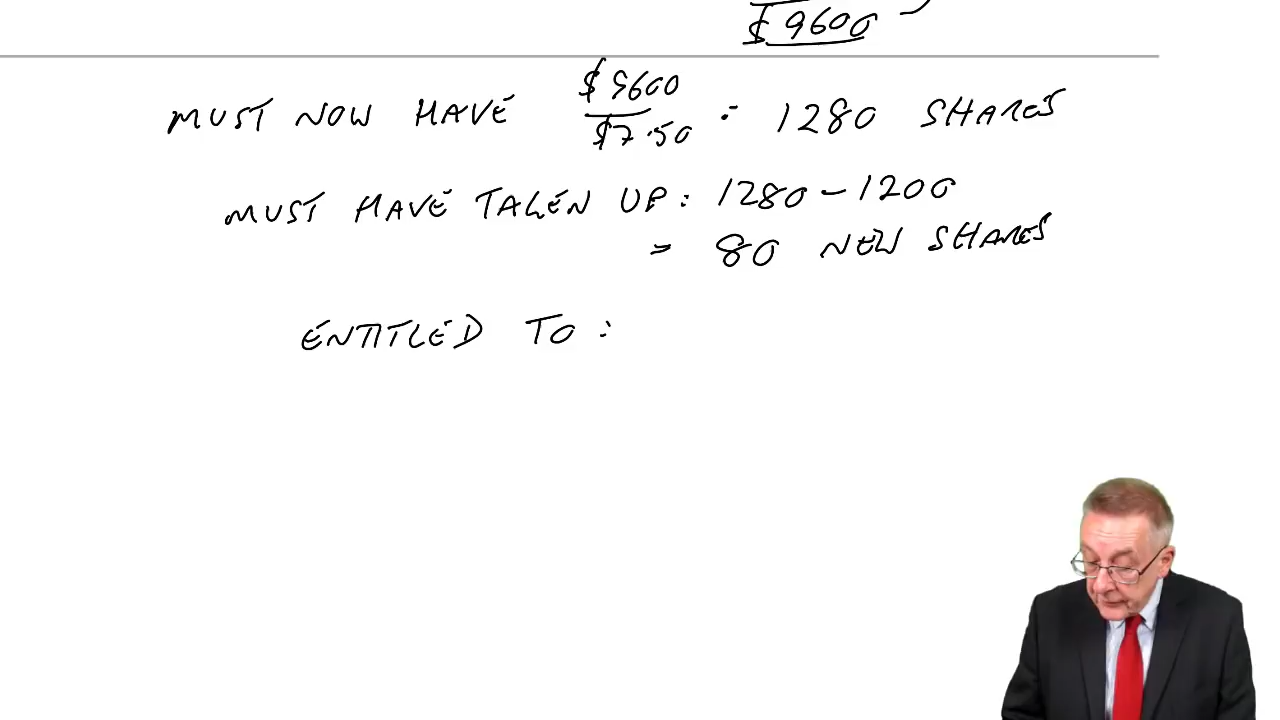 $9600
MUST NOW HAVE $9600 / $7.50 = 1280 SHARES
MUST HAVE TAKEN UP: 1280 - 1200
= 80 NEW SHARES
ENTITLED TO: